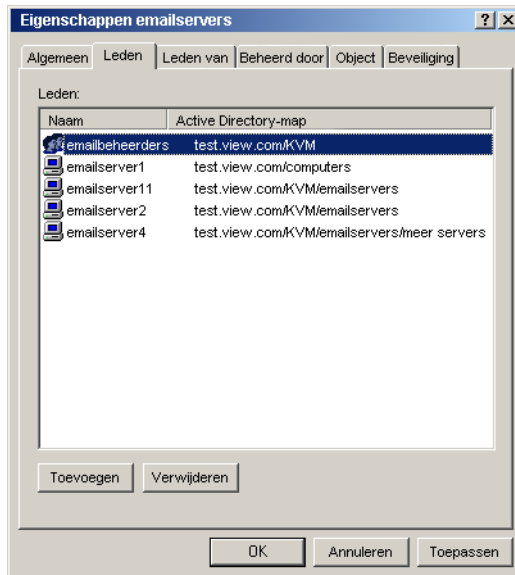 Eigenschappen emailservers
Algemeen Leden Leden van Beheerd door Object Beveiliging
Leden:
Naam Active Directory-map
emailbeheerders test.view.com/KVM
emailserver1 test.view.com/computers
emailserver11 test.view.com/KVM/emailservers
emailserver2 test.view.com/KVM/emailservers
emailserver4 test.view.com/KVM/emailservers/meer servers
Toevoegen Verwijderen
OK Annuleren Toepassen